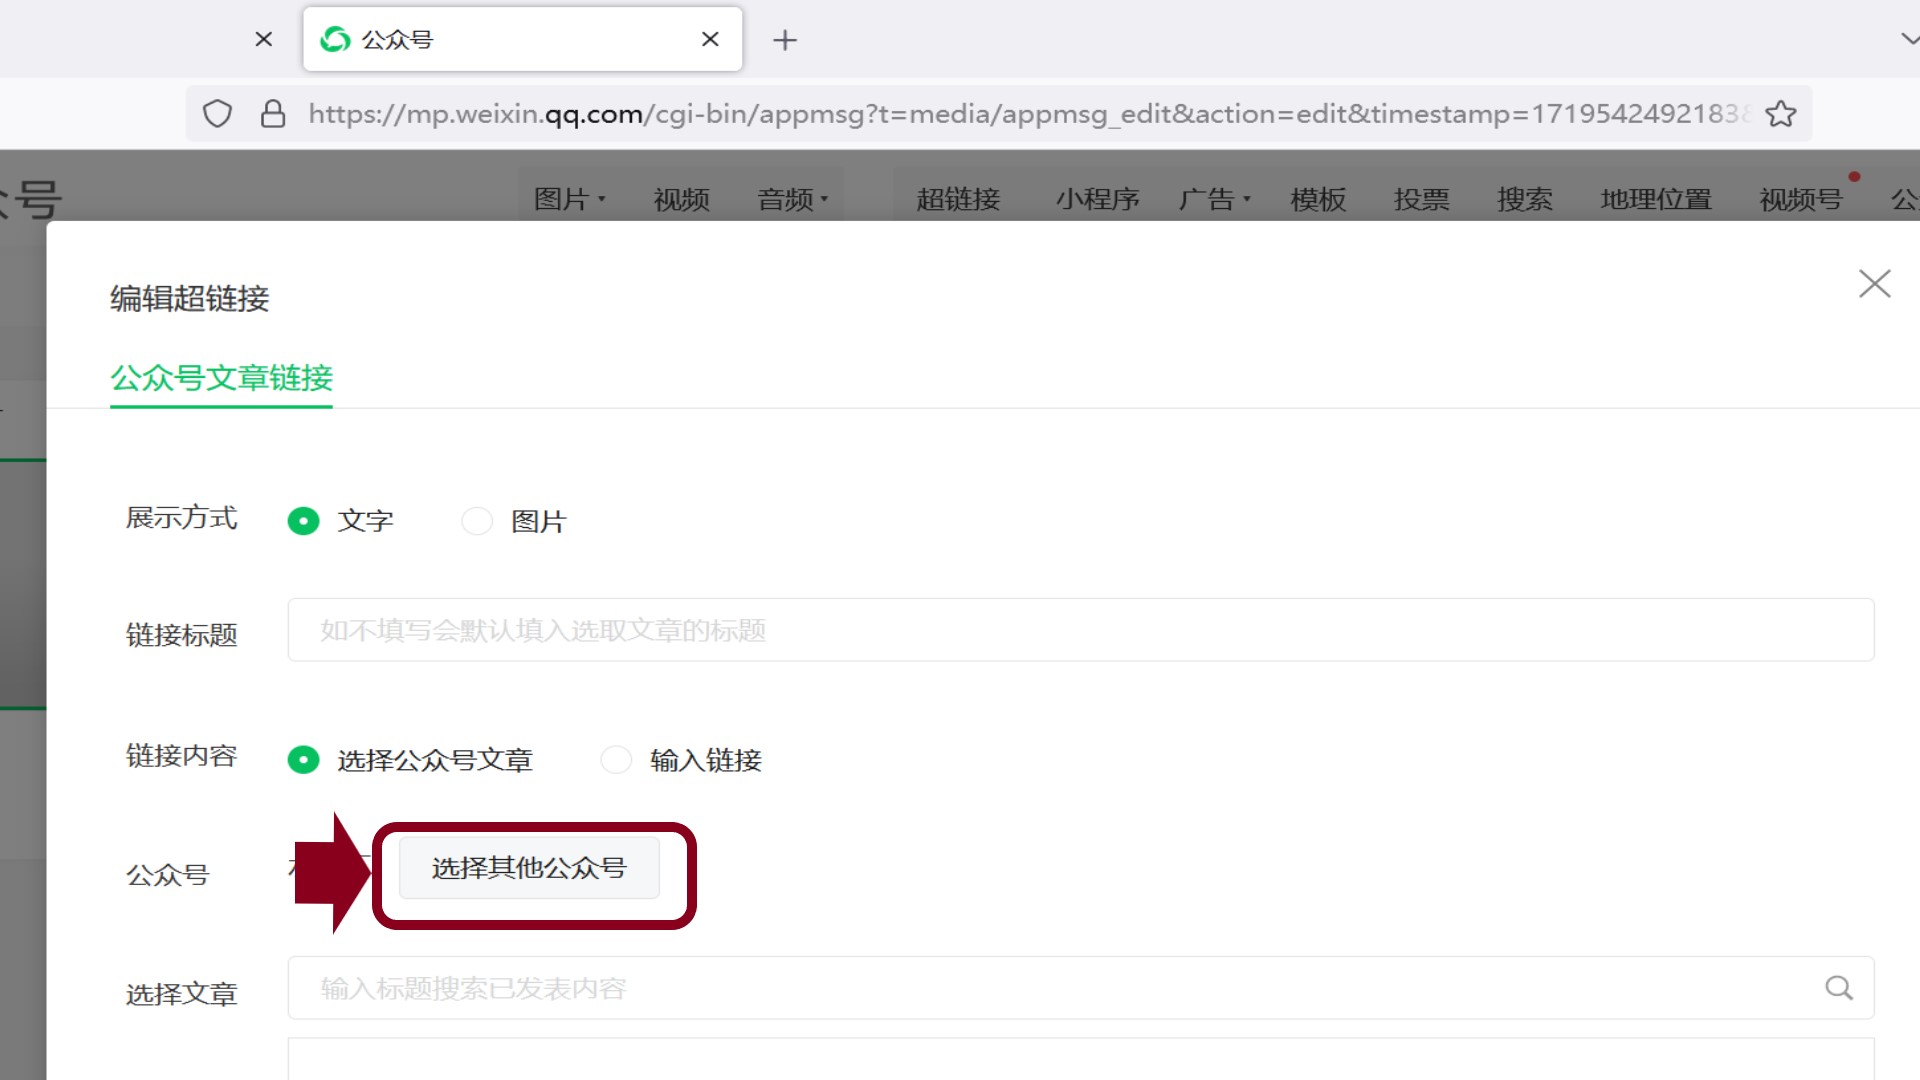 公众号
https://mp.weixin.qq.com/cgi-bin/appmsg?t=media/appmsg_edit&action=edit&timestamp=1719542492183
号
图片 视频 音频 超链接 小程序 广告 模板 投票 搜索 地理位置 视频号
编辑超链接
公众号文章链接
展示方式 文字 图片
链接标题 如不填写会默认填入选取文章的标题
链接内容 选择公众号文章 输入链接
公众号 选择其他公众号
选择文章 输入标题搜索已发表内容